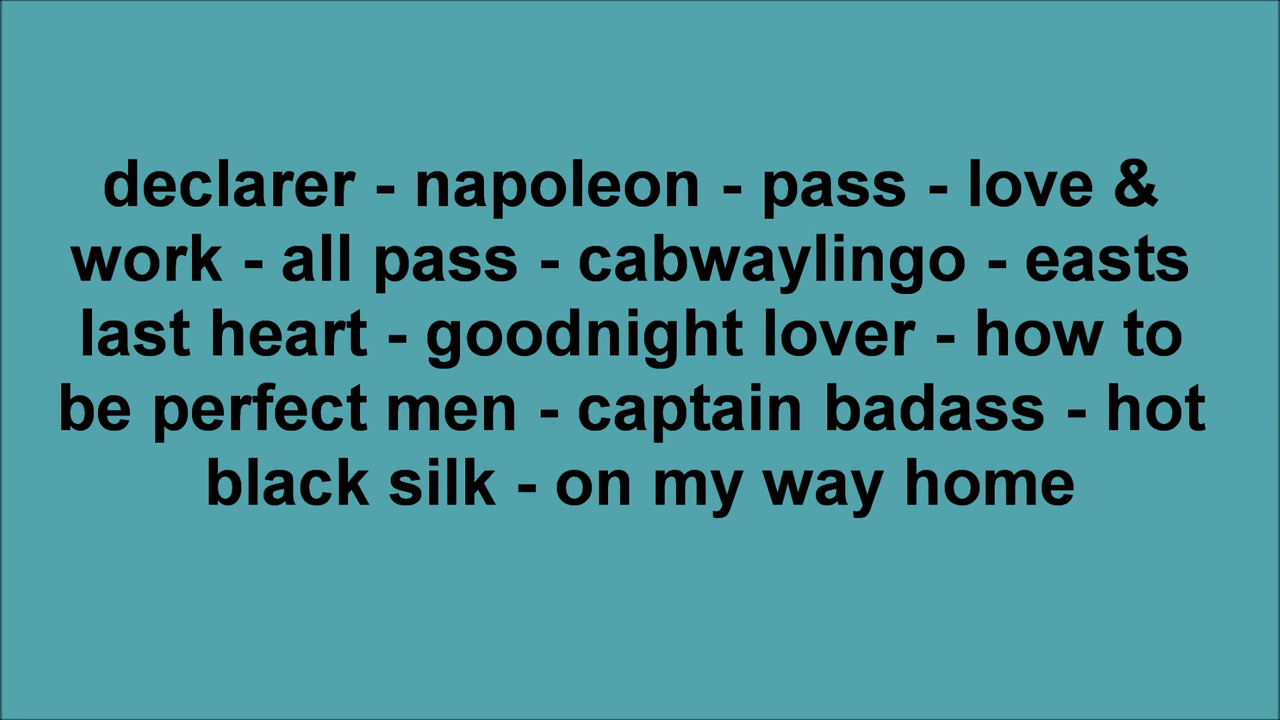 declarer - napoleon - pass - love &
work - all pass - cabwaylingo - easts
last heart - goodnight lover - how to
be perfect men - captain badass - hot
black silk - on my way home